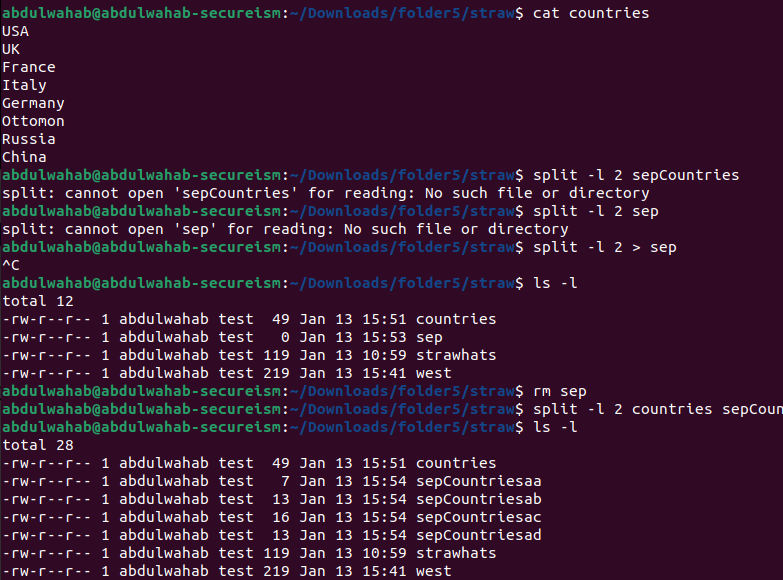 abdulwahab@abdulwahab-secureism:~/Downloads/folder5/straw$ cat countries
USA
UK
France
Italy
Germany
Ottomon
Russia
China
abdulwahab@abdulwahab-secureism:~/Downloads/folder5/straw$ split -l 2 sepCountries
split: cannot open 'sepCountries' for reading: No such file or directory
abdulwahab@abdulwahab-secureism:~/Downloads/folder5/straw$ split -l 2 sep
split: cannot open 'sep' for reading: No such file or directory
abdulwahab@abdulwahab-secureism:~/Downloads/folder5/straw$ split -l 2 > sep
^C
abdulwahab@abdulwahab-secureism:~/Downloads/folder5/straw$ ls -l
total 12
-rw-r--r-- 1 abdulwahab test  49 Jan 13 15:51 countries
-rw-r--r-- 1 abdulwahab test   0 Jan 13 15:53 sep
-rw-r--r-- 1 abdulwahab test 119 Jan 13 10:59 strawhats
-rw-r--r-- 1 abdulwahab test 219 Jan 13 15:41 west
abdulwahab@abdulwahab-secureism:~/Downloads/folder5/straw$ rm sep
abdulwahab@abdulwahab-secureism:~/Downloads/folder5/straw$ split -l 2 countries sepCoun
abdulwahab@abdulwahab-secureism:~/Downloads/folder5/straw$ ls -l
total 28
-rw-r--r-- 1 abdulwahab test  49 Jan 13 15:51 countries
-rw-r--r-- 1 abdulwahab test   7 Jan 13 15:54 sepCountriesaa
-rw-r--r-- 1 abdulwahab test  13 Jan 13 15:54 sepCountriesab
-rw-r--r-- 1 abdulwahab test  16 Jan 13 15:54 sepCountriesac
-rw-r--r-- 1 abdulwahab test  13 Jan 13 15:54 sepCountriesad
-rw-r--r-- 1 abdulwahab test 119 Jan 13 10:59 strawhats
-rw-r--r-- 1 abdulwahab test 219 Jan 13 15:41 west